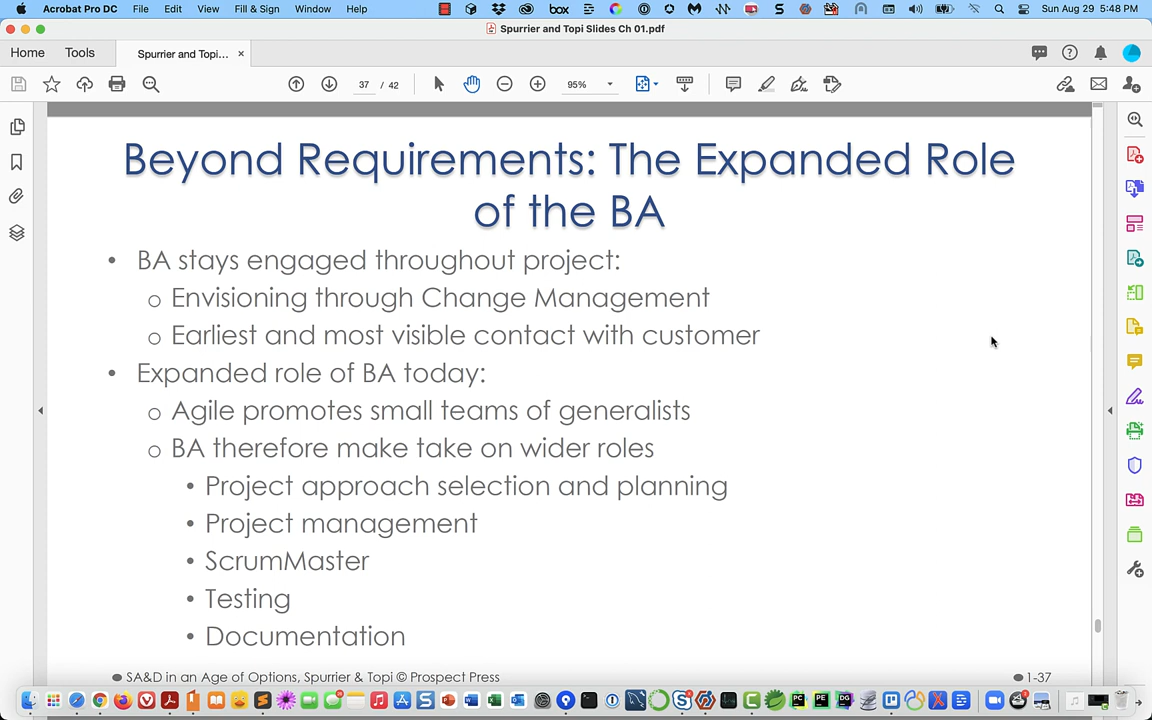 Acrobat Pro DC File Edit View Fill & Sign Window Help
box
Sun Aug 29 5:48 PM
Spurrier and Topi Slides Ch 01.pdf
Home Tools Spurrier and Topi... ×
37 / 42
95%
Beyond Requirements: The Expanded Role
of the BA
• BA stays engaged throughout project:
o Envisioning through Change Management
o Earliest and most visible contact with customer
• Expanded role of BA today:
o Agile promotes small teams of generalists
o BA therefore make take on wider roles
• Project approach selection and planning
• Project management
• ScrumMaster
• Testing
• Documentation
SA&D in an Age of Options, Spurrier & Topi © Prospect Press
1-37